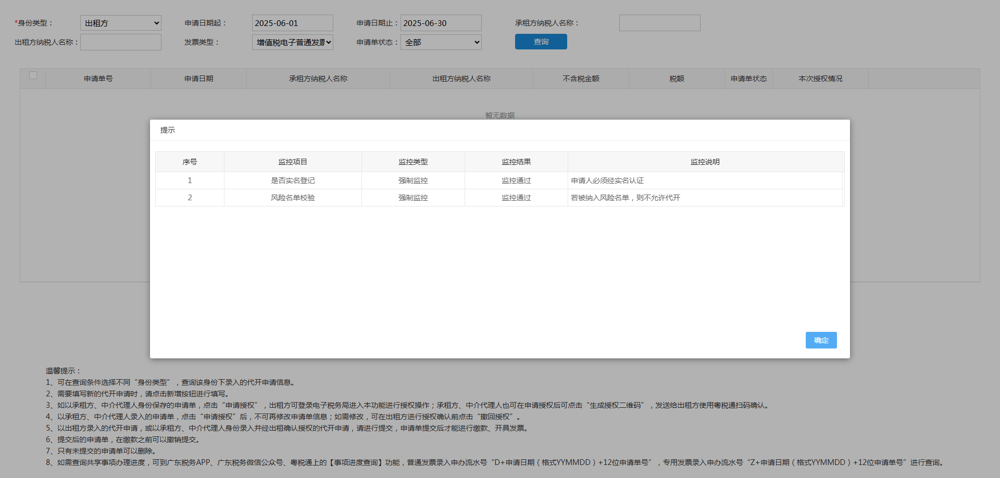 *身份类型： 出租方 申请日期起： 2025-06-01 申请日期止： 2025-06-30 承租方纳税人名称：
出租方纳税人名称： 发票类型： 增值税电子普通发票 申请单状态： 全部 查询
申请单号 申请日期 承租方纳税人名称 出租方纳税人名称 不含税金额 税额 申请单状态 本次授权情况
暂无数据
提示
序号 监控项目 监控类型 监控结果 监控说明
1 是否实名登记 强制监控 监控通过 申请人必须经实名认证
2 风险名单校验 强制监控 监控通过 若被纳入风险名单，则不允许代开
确定
温馨提示：
1、可在查询条件选择不同“身份类型”，查询该身份下录入的代开申请信息。
2、需要填写新的代开申请时，请点击新增按钮进行填写。
3、如以承租方、中介代理人身份保存的申请单，点击“申请授权”，出租方可登录电子税务局进入本功能进行授权操作；承租方、中介代理人也可在申请授权后可点击“生成授权二维码”，发送给出租方使用粤税通扫码确认。
4、以承租方、中介代理人录入的申请单，点击“申请授权”后，不可再修改申请单信息；如需修改，可在出租方进行授权确认前点击“撤回授权”。
5、以出租方录入的代开申请，或以承租方、中介代理人身份录入并经出租确认授权的代开申请，请进行提交，申请单提交后才能进行缴款、开具发票。
6、提交后的申请单，在缴款之前可以撤销提交。
7、只有未提交的申请单可以删除。
8、如需查询共享事项办理进度，可到广东税务APP、广东税务微信公众号、粤税通上的【事项进度查询】功能，普通发票录入申办流水号“D+申请日期（格式YYMMDD）+12位申请单号”，专用发票录入申办流水号“Z+申请日期（格式YYMMDD）+12位申请单号”进行查询。